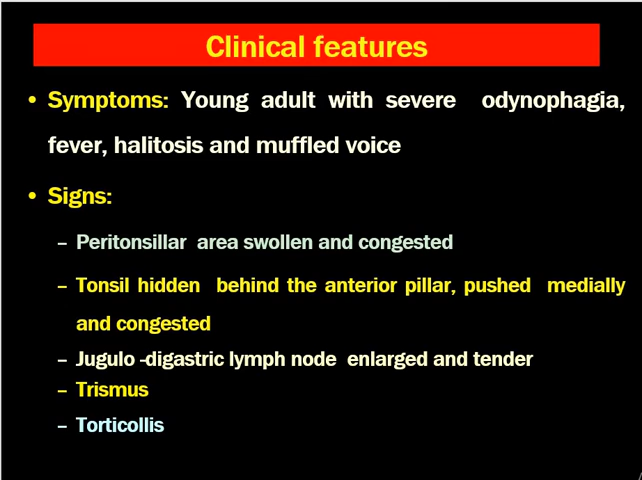 Clinical features
• Symptoms: Young adult with severe odynophagia,
fever, halitosis and muffled voice
• Signs:
– Peritonsillar area swollen and congested
– Tonsil hidden behind the anterior pillar, pushed medially
and congested
– Jugulo -digastric lymph node enlarged and tender
– Trismus
– Torticollis